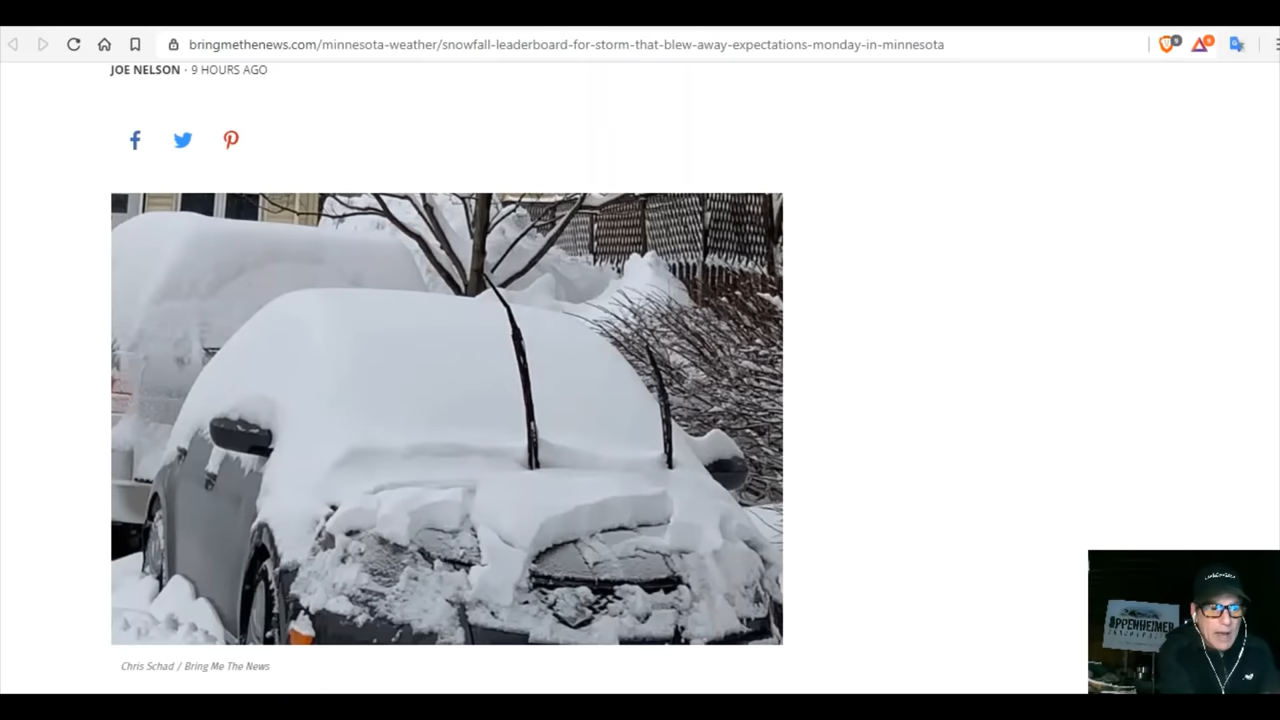 bringmethenews.com/minnesota-weather/snowfall-leaderboard-for-storm-that-blew-away-expectations-monday-in-minnesota
JOE NELSON · 9 HOURS AGO
Chris Schad / Bring Me The News
OPPENHEIMER